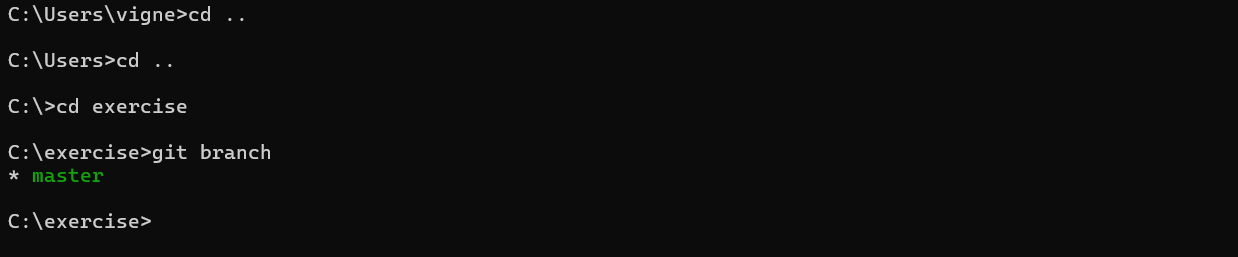 C:\Users\vigne>cd ..
C:\Users>cd ..
C:\>cd exercise
C:\exercise>git branch
* master
C:\exercise>